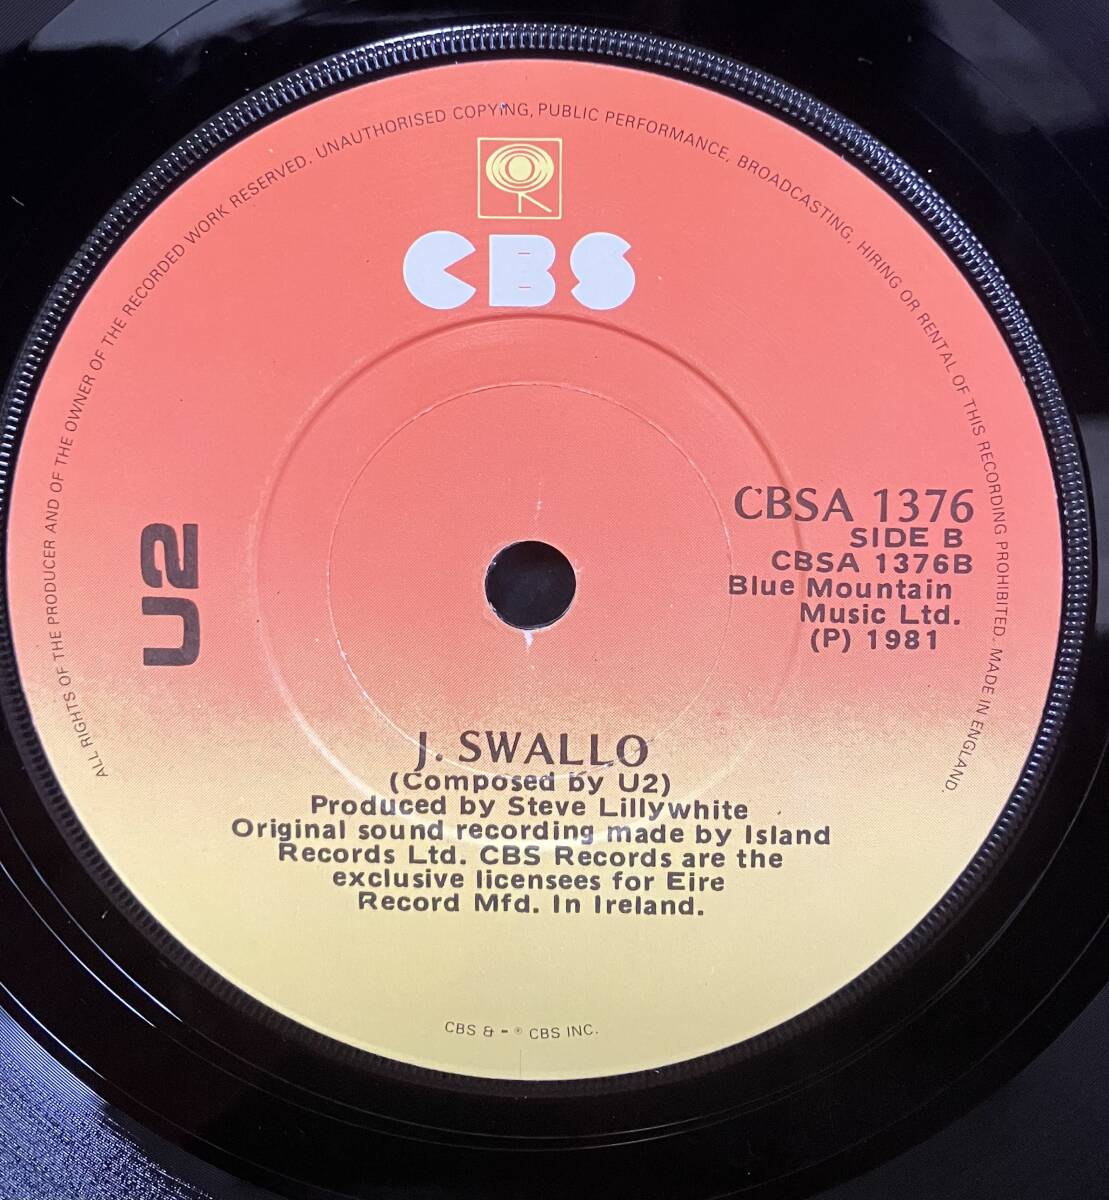 ALL RIGHTS OF THE PRODUCER AND OF THE OWNER OF THE RECORDED WORK RESERVED. UNAUTHORISED COPYING, PUBLIC PERFORMANCE, BROADCASTING, HIRING OR RENTAL OF THIS RECORDING PROHIBITED. MADE IN ENGLAND.
CBS
U2
CBSA 1376
SIDE B
CBSA 1376B
Blue Mountain
Music Ltd.
(P) 1981
J. SWALLO
(Composed by U2)
Produced by Steve Lillywhite
Original sound recording made by Island
Records Ltd. CBS Records are the
exclusive licensees for Eire
Record Mfd. In Ireland.
CBS & - ® CBS INC.